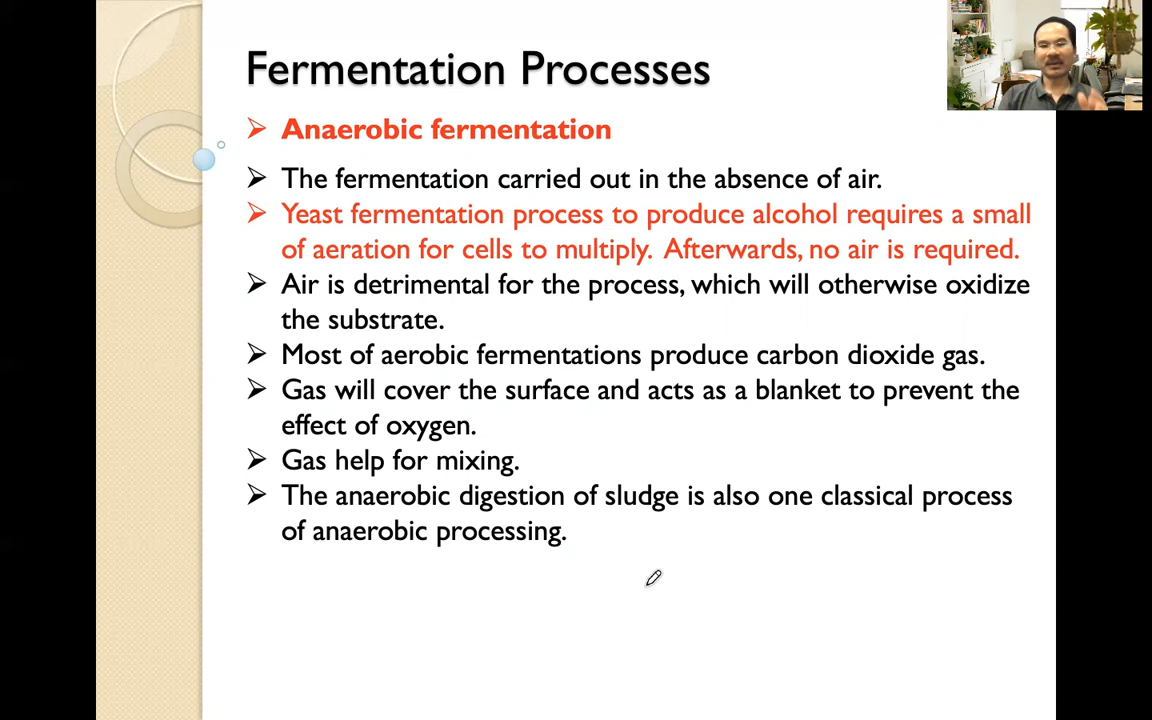 Fermentation Processes
Anaerobic fermentation
The fermentation carried out in the absence of air.
Yeast fermentation process to produce alcohol requires a small
of aeration for cells to multiply. Afterwards, no air is required.
Air is detrimental for the process, which will otherwise oxidize
the substrate.
Most of aerobic fermentations produce carbon dioxide gas.
Gas will cover the surface and acts as a blanket to prevent the
effect of oxygen.
Gas help for mixing.
The anaerobic digestion of sludge is also one classical process
of anaerobic processing.